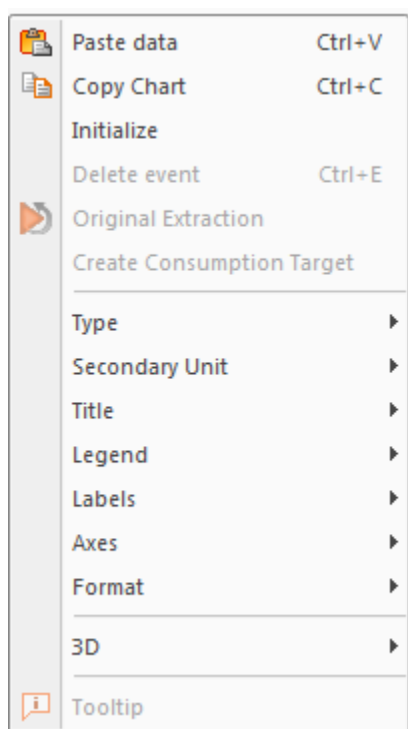 Paste data Ctrl+V
Copy Chart Ctrl+C
Initialize
Delete event Ctrl+E
Original Extraction
Create Consumption Target
Type
Secondary Unit
Title
Legend
Labels
Axes
Format
3D
Tooltip